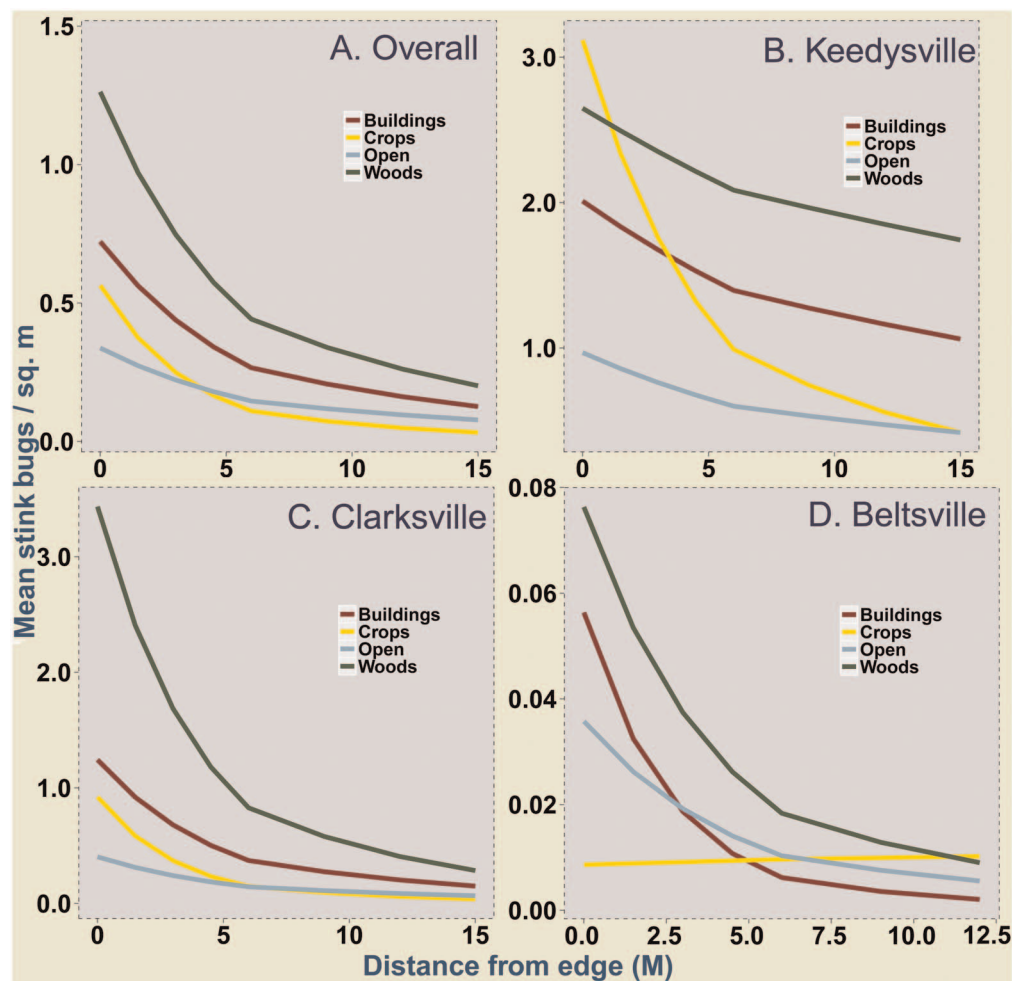 Mean stink bugs / sq. m
A. Overall
1.5
1.0
0.5
0.0
Buildings
Crops
Open
Woods
0 5 10 15
B. Keedysville
3.0
2.0
1.0
Buildings
Crops
Open
Woods
0 5 10 15
C. Clarksville
3.0
2.0
1.0
0.0
Buildings
Crops
Open
Woods
0 5 10 15
D. Beltsville
0.08
0.06
0.04
0.02
0.00
Buildings
Crops
Open
Woods
0.0 2.5 5.0 7.5 10.0 12.5
Distance from edge (M)